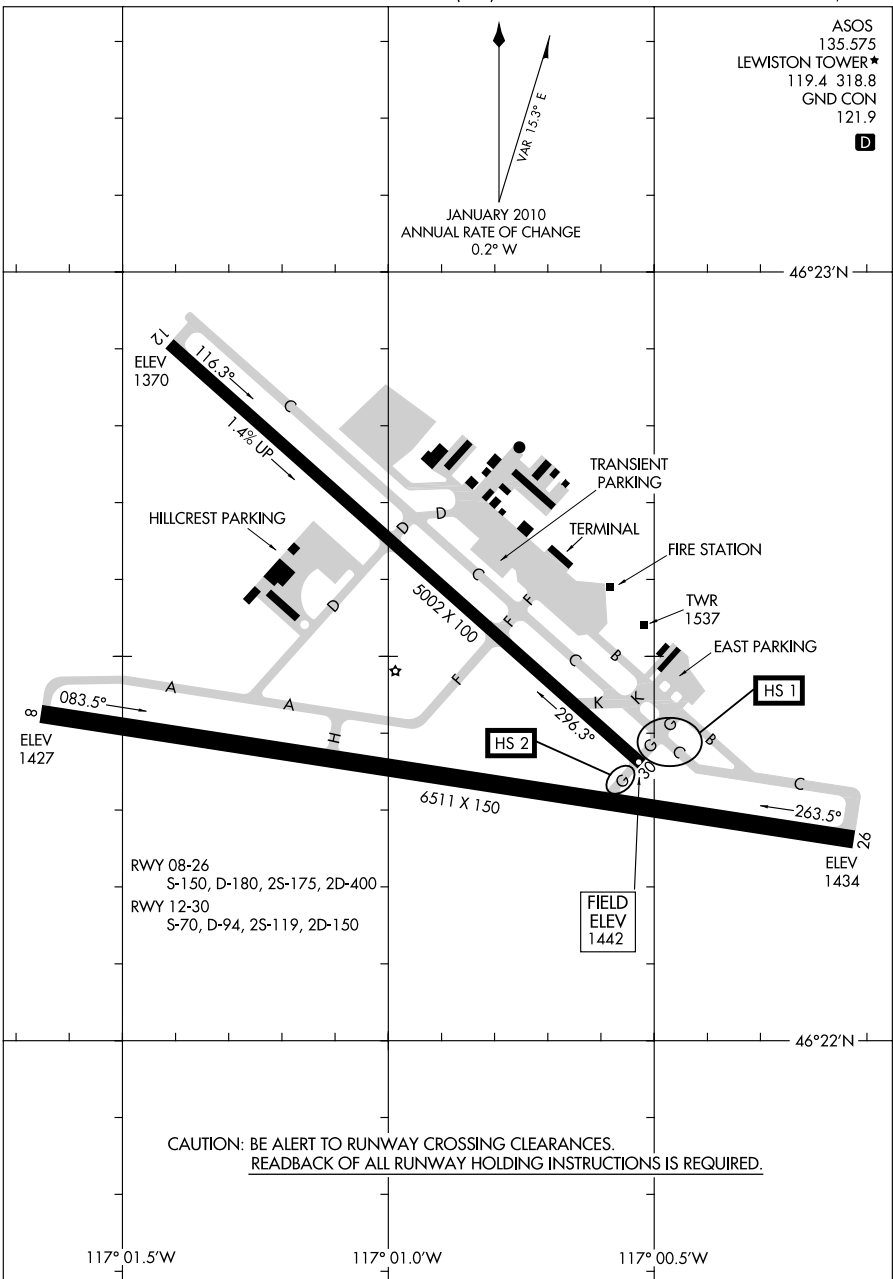 ASOS
135.575
LEWISTON TOWER★
119.4 318.8
GND CON
121.9
D
VAR 15.3° E
JANUARY 2010
ANNUAL RATE OF CHANGE
0.2° W
46°23'N
12
ELEV
1370
116.3°
C
1.4% UP
TRANSIENT
PARKING
D
D
HILLCREST PARKING
TERMINAL
FIRE STATION
C
5002 X 100
D
F
F
TWR
1537
B
EAST PARKING
C
A
F
K
K
HS 1
083.5°
A
8
ELEV
1427
296.3°
G
G
B
HS 2
H
C
30
G
C
6511 X 150
263.5°
26
ELEV
1434
RWY 08-26
S-150, D-180, 2S-175, 2D-400
RWY 12-30
S-70, D-94, 2S-119, 2D-150
FIELD
ELEV
1442
46°22'N
CAUTION: BE ALERT TO RUNWAY CROSSING CLEARANCES.
READBACK OF ALL RUNWAY HOLDING INSTRUCTIONS IS REQUIRED.
117° 01.5'W
117° 01.0'W
117° 00.5'W